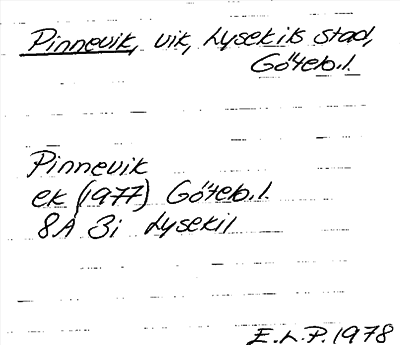 Pinnevik, vik, Lysekils stad,
Göteb.l.
Pinnevik
ek (1977) Göteb.l.
8A 3i Lysekil
E.L.P. 1978